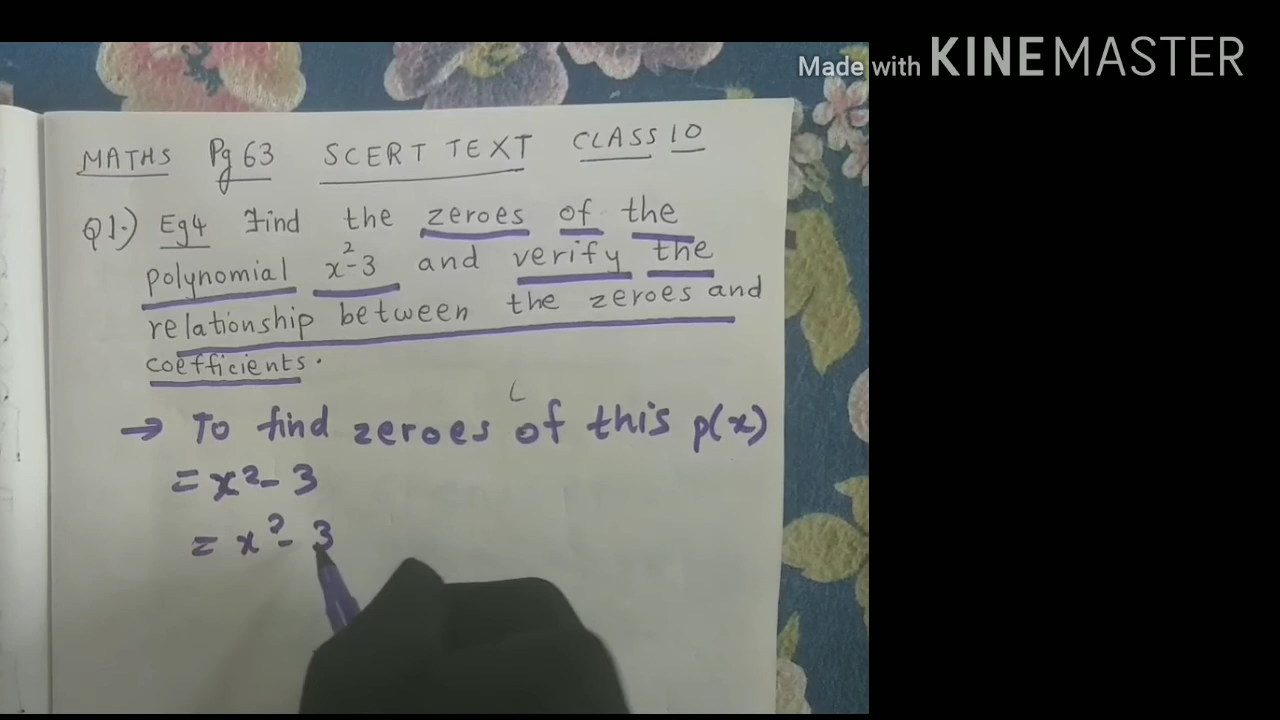 Made with KINEMASTER
MATHS Pg 63 SCERT TEXT CLASS 10
Q1.) Eg4 Find the zeroes of the
polynomial x²-3 and verify the
relationship between the zeroes and
coefficients.
→ To find zeroes of this p(x)
= x² - 3
= x² - 3